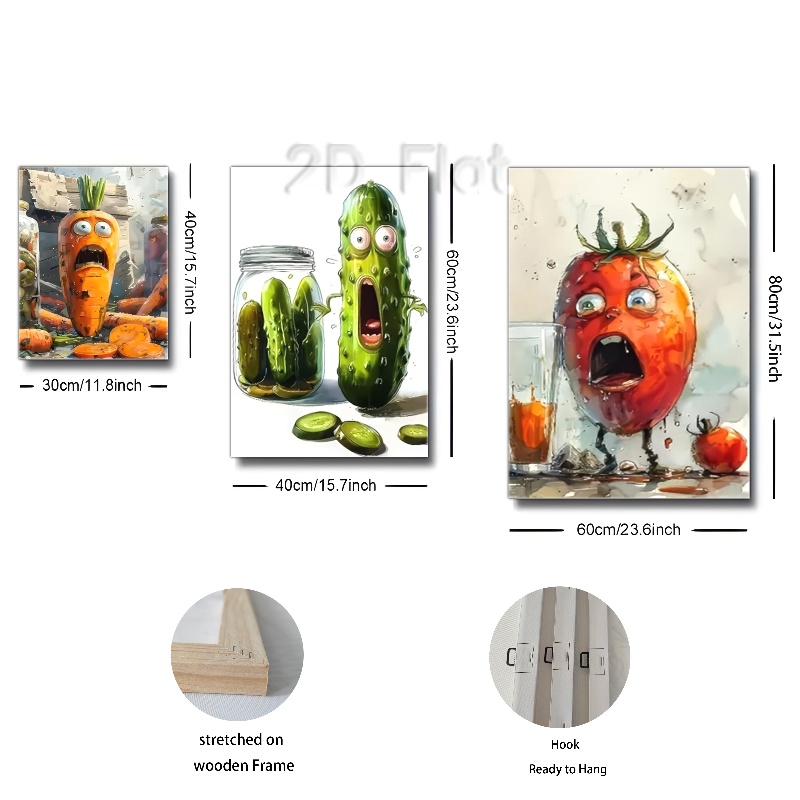 2D Flat
40cm/15.7inch
30cm/11.8inch
60cm/23.6inch
40cm/15.7inch
80cm/31.5inch
60cm/23.6inch
stretched on
wooden Frame
Hook
Ready to Hang